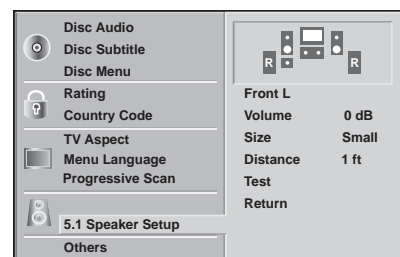 Disc Audio
Disc Subtitle
Disc Menu
Rating
Country Code
TV Aspect
Menu Language
Progressive Scan
5.1 Speaker Setup
Others
R
R
Front L
Volume 0 dB
Size Small
Distance 1 ft
Test
Return